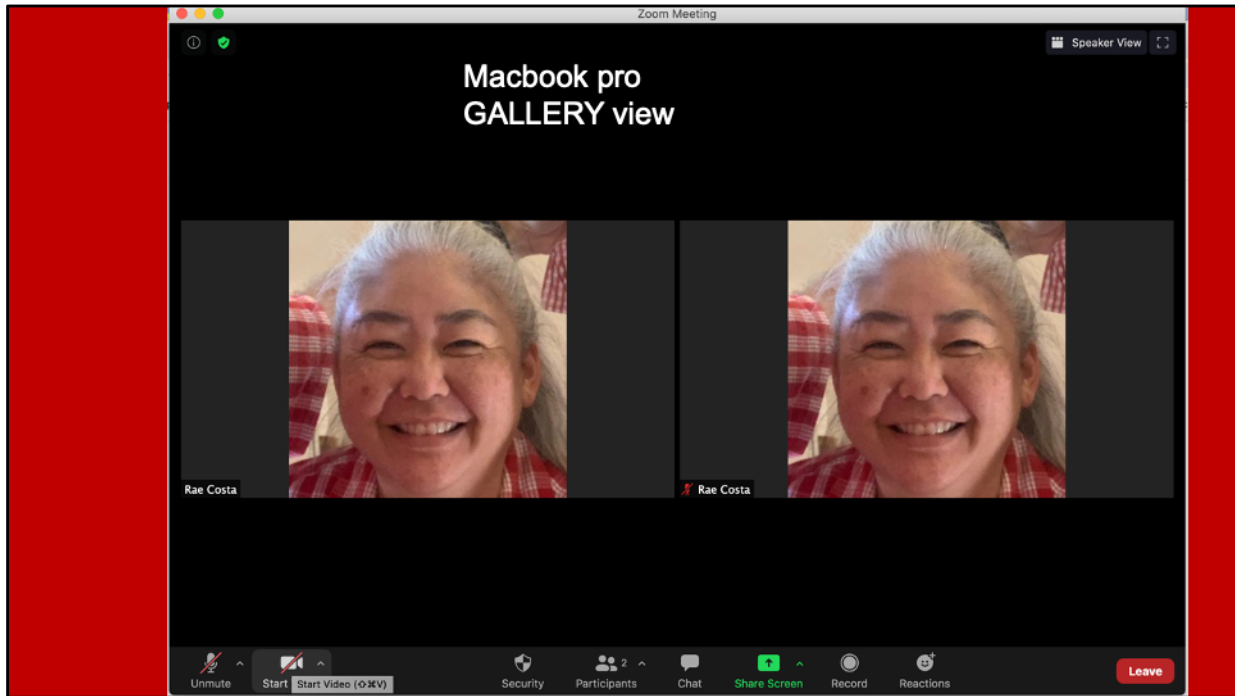 Zoom Meeting
Speaker View
Macbook pro
GALLERY view
Rae Costa
Rae Costa
Unmute
Start
Start Video (⇧⌘V)
Security
2
Participants
Chat
Share Screen
Record
Reactions
Leave